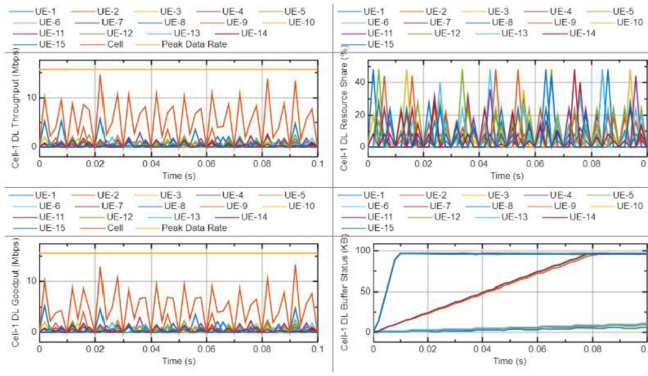 UE-1 UE-2 UE-3 UE-4 UE-5
UE-6 UE-7 UE-8 UE-9 UE-10
UE-11 UE-12 UE-13 UE-14
UE-15 Cell Peak Data Rate
Cell-1 DL Throughput (Mbps)
10
0
0 0.02 0.04 0.06 0.08 0.1
Time (s)
UE-1 UE-2 UE-3 UE-4 UE-5
UE-6 UE-7 UE-8 UE-9 UE-10
UE-11 UE-12 UE-13 UE-14
UE-15
Cell-1 DL Resource Share (%)
40
20
0
0 0.02 0.04 0.06 0.08 0.1
Time (s)
UE-1 UE-2 UE-3 UE-4 UE-5
UE-6 UE-7 UE-8 UE-9 UE-10
UE-11 UE-12 UE-13 UE-14
UE-15 Cell Peak Data Rate
Cell-1 DL Goodput (Mbps)
10
0
0 0.02 0.04 0.06 0.08 0.1
Time (s)
UE-1 UE-2 UE-3 UE-4 UE-5
UE-6 UE-7 UE-8 UE-9 UE-10
UE-11 UE-12 UE-13 UE-14
UE-15
Cell-1 DL Buffer Status (KB)
100
50
0
0 0.02 0.04 0.06 0.08 0.
Time (s)